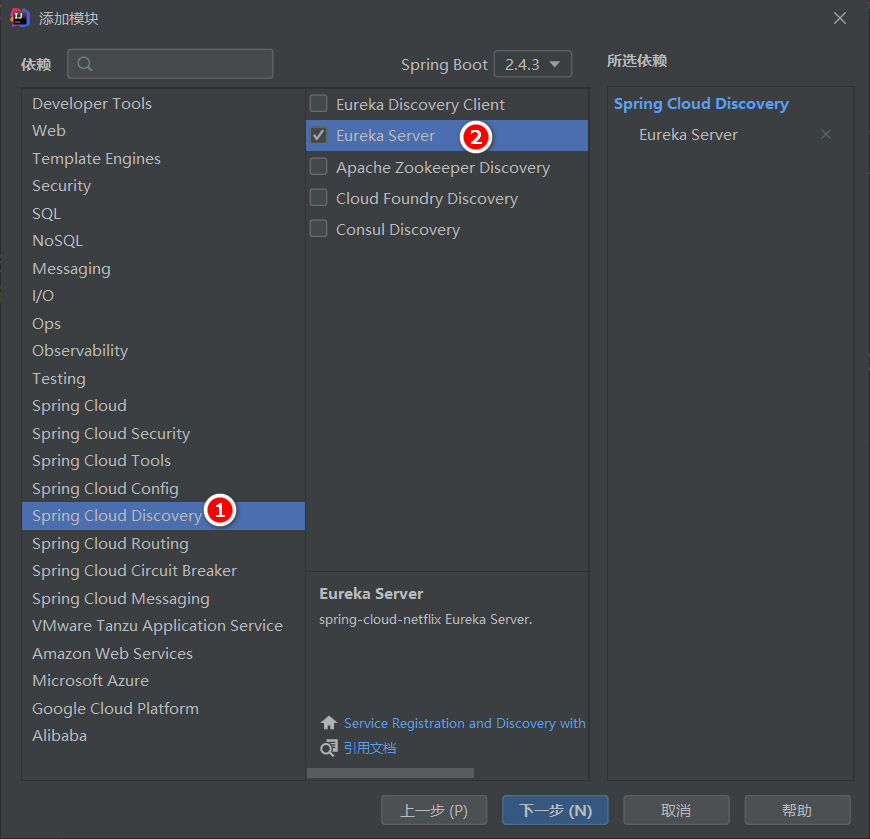 添加模块
依赖
Spring Boot 2.4.3
所选依赖
Developer Tools
Web
Template Engines
Security
SQL
NoSQL
Messaging
I/O
Ops
Observability
Testing
Spring Cloud
Spring Cloud Security
Spring Cloud Tools
Spring Cloud Config
Spring Cloud Discovery 1
Spring Cloud Routing
Spring Cloud Circuit Breaker
Spring Cloud Messaging
VMware Tanzu Application Service
Amazon Web Services
Microsoft Azure
Google Cloud Platform
Alibaba
Eureka Discovery Client
Eureka Server 2
Apache Zookeeper Discovery
Cloud Foundry Discovery
Consul Discovery
Eureka Server
spring-cloud-netflix Eureka Server.
Service Registration and Discovery with
引用文档
Spring Cloud Discovery
Eureka Server
上一步 (P)
下一步 (N)
取消
帮助